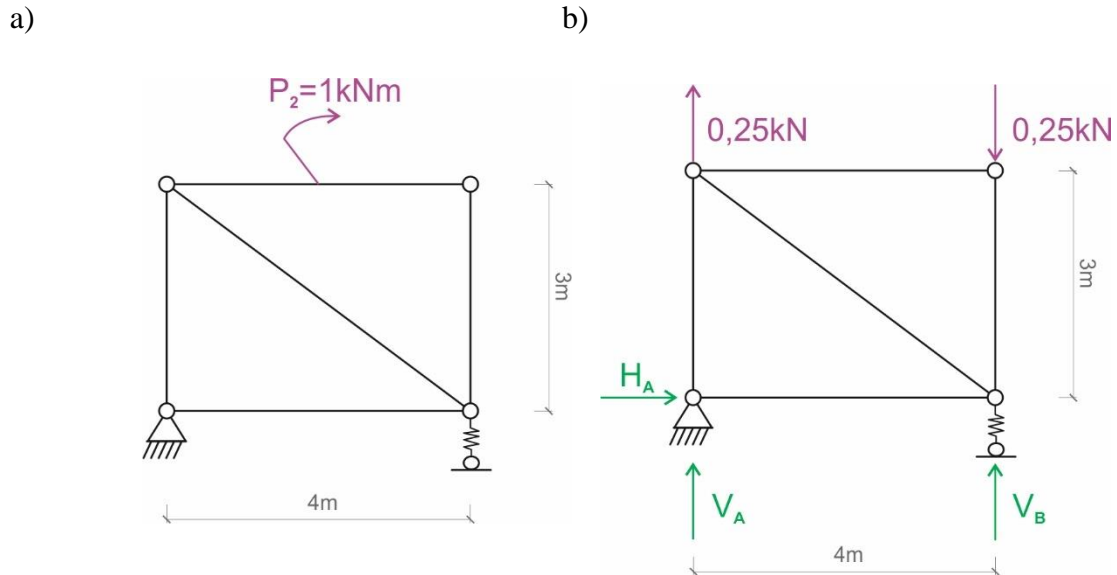 a)
b)
P₂=1kNm
0,25kN
0,25kN
3m
3m
H_A
4m
V_A
V_B
4m